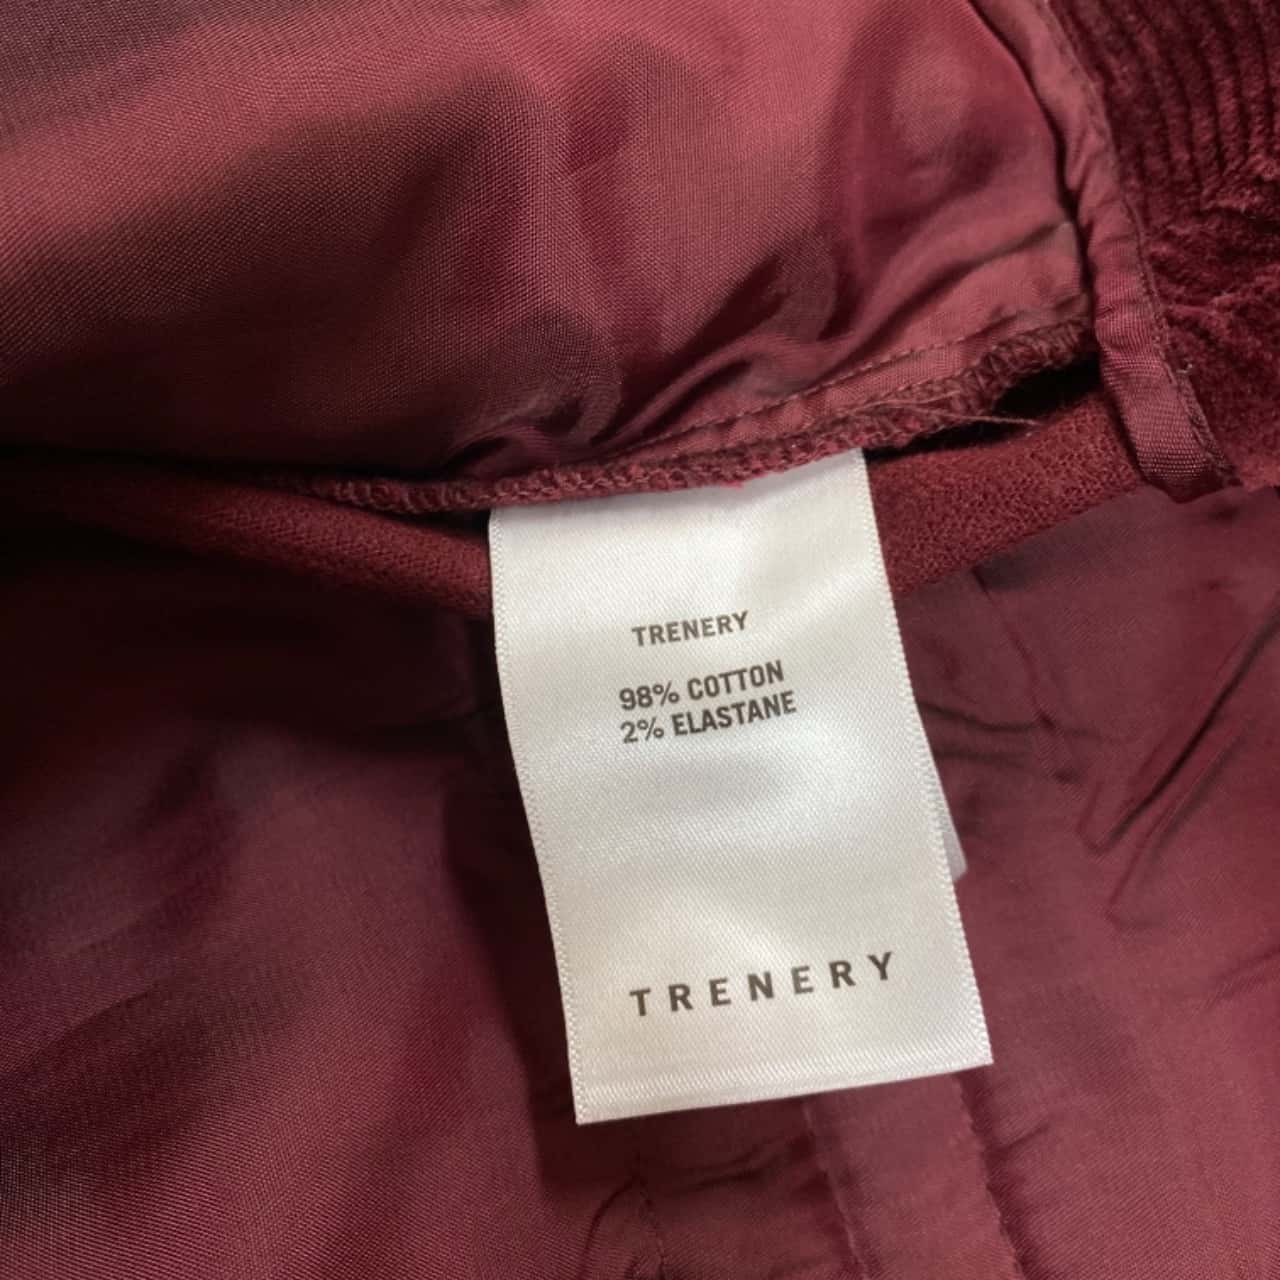 TRENERY
98% COTTON
2% ELASTANE
TRENERY